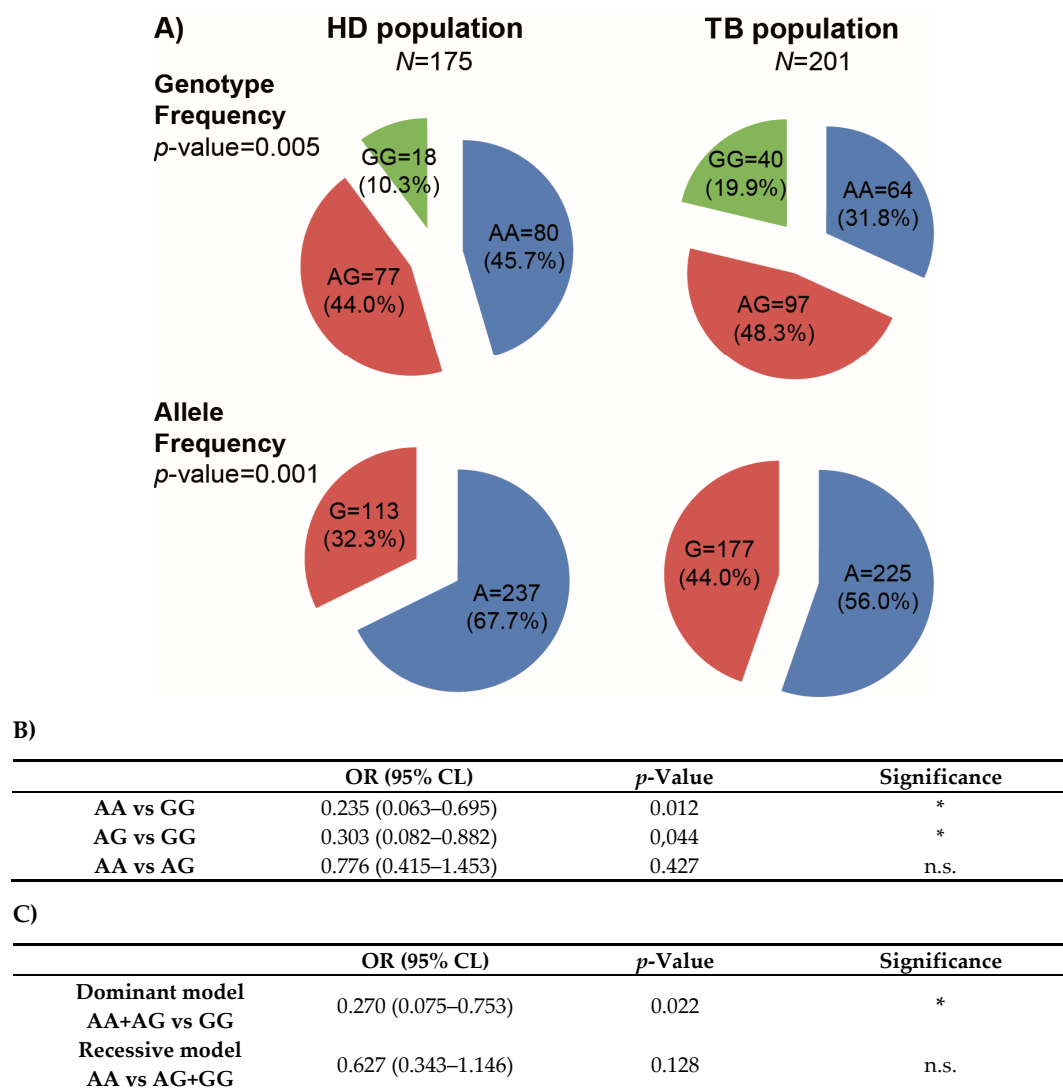 A)
HD population
N=175
TB population
N=201
Genotype
Frequency
p-value=0.005
GG=18
(10.3%)
AA=80
(45.7%)
AG=77
(44.0%)
GG=40
(19.9%)
AA=64
(31.8%)
AG=97
(48.3%)
Allele
Frequency
p-value=0.001
G=113
(32.3%)
A=237
(67.7%)
G=177
(44.0%)
A=225
(56.0%)
B)
OR (95% CL) p-Value Significance
AA vs GG 0.235 (0.063–0.695) 0.012 *
AG vs GG 0.303 (0.082–0.882) 0,044 *
AA vs AG 0.776 (0.415–1.453) 0.427 n.s.
C)
OR (95% CL) p-Value Significance
Dominant model
AA+AG vs GG 0.270 (0.075–0.753) 0.022 *
Recessive model
AA vs AG+GG 0.627 (0.343–1.146) 0.128 n.s.